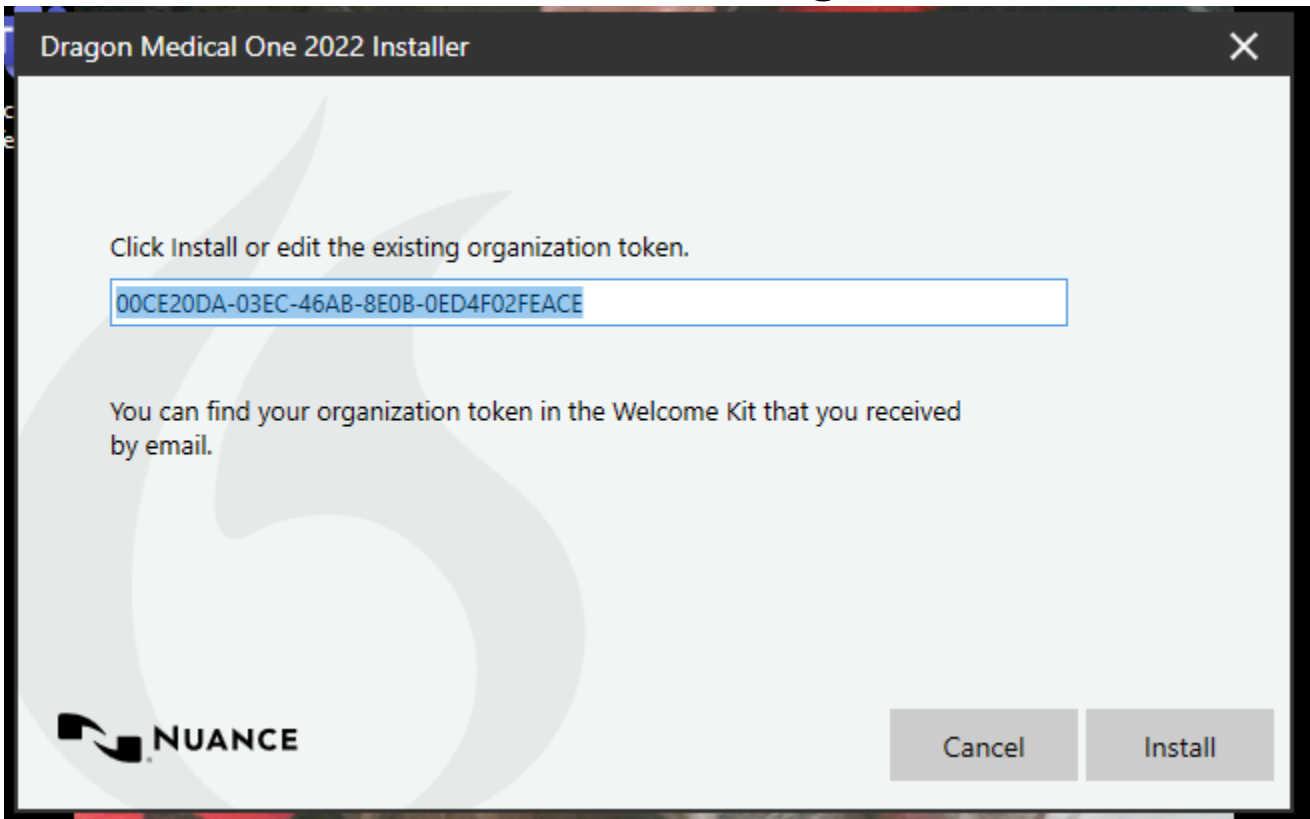 Dragon Medical One 2022 Installer
Click Install or edit the existing organization token.
00CE20DA-03EC-46AB-8E0B-0ED4F02FEACE
You can find your organization token in the Welcome Kit that you received
by email.
NUANCE
Cancel
Install